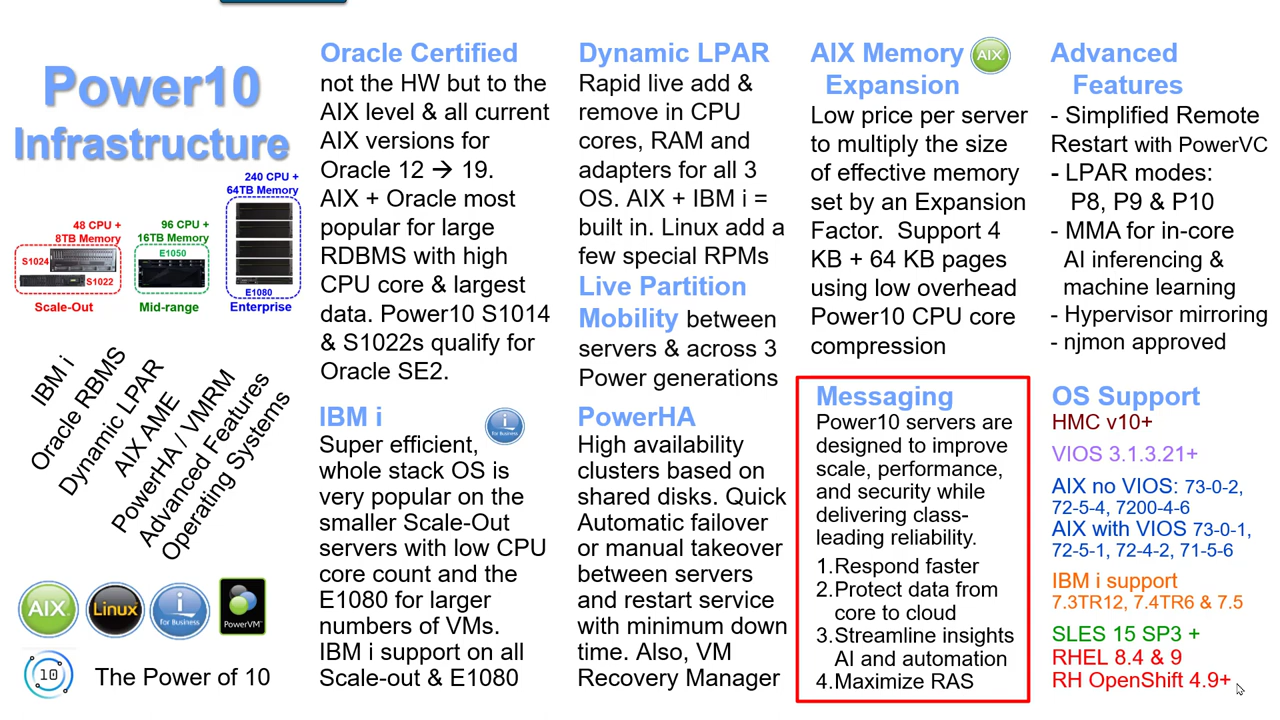 Power10
Infrastructure
240 CPU +
64TB Memory
48 CPU +
8TB Memory
96 CPU +
16TB Memory
S1024
S1022
E1050
E1080
Scale-Out
Mid-range
Enterprise
IBM i
Oracle RBMS
Dynamic LPAR
AIX AME
PowerHA / VMRM
Advanced Features
Operating Systems
AIX
Linux
i
for Business
PowerVM™
10
The Power of 10
Oracle Certified
not the HW but to the
AIX level & all current
AIX versions for
Oracle 12 → 19.
AIX + Oracle most
popular for large
RDBMS with high
CPU core & largest
data. Power10 S1014
& S1022s qualify for
Oracle SE2.
IBM i
i
for Business
Super efficient,
whole stack OS is
very popular on the
smaller Scale-Out
servers with low CPU
core count and the
E1080 for larger
numbers of VMs.
IBM i support on all
Scale-out & E1080
Dynamic LPAR
Rapid live add &
remove in CPU
cores, RAM and
adapters for all 3
OS. AIX + IBM i =
built in. Linux add a
few special RPMs
Live Partition
Mobility between
servers & across 3
Power generations
PowerHA
High availability
clusters based on
shared disks. Quick
Automatic failover
or manual takeover
between servers
and restart service
with minimum down
time. Also, VM
Recovery Manager
AIX Memory
Expansion
AIX
Low price per server
to multiply the size
of effective memory
set by an Expansion
Factor. Support 4
KB + 64 KB pages
using low overhead
Power10 CPU core
compression
Messaging
Power10 servers are
designed to improve
scale, performance,
and security while
delivering class-
leading reliability.
1.Respond faster
2.Protect data from
core to cloud
3.Streamline insights
AI and automation
4.Maximize RAS
Advanced
Features
- Simplified Remote
Restart with PowerVC
- LPAR modes:
P8, P9 & P10
- MMA for in-core
AI inferencing &
machine learning
- Hypervisor mirroring
- njmon approved
OS Support
HMC v10+
VIOS 3.1.3.21+
AIX no VIOS: 73-0-2,
72-5-4, 7200-4-6
AIX with VIOS 73-0-1,
72-5-1, 72-4-2, 71-5-6
IBM i support
7.3TR12, 7.4TR6 & 7.5
SLES 15 SP3 +
RHEL 8.4 & 9
RH OpenShift 4.9+